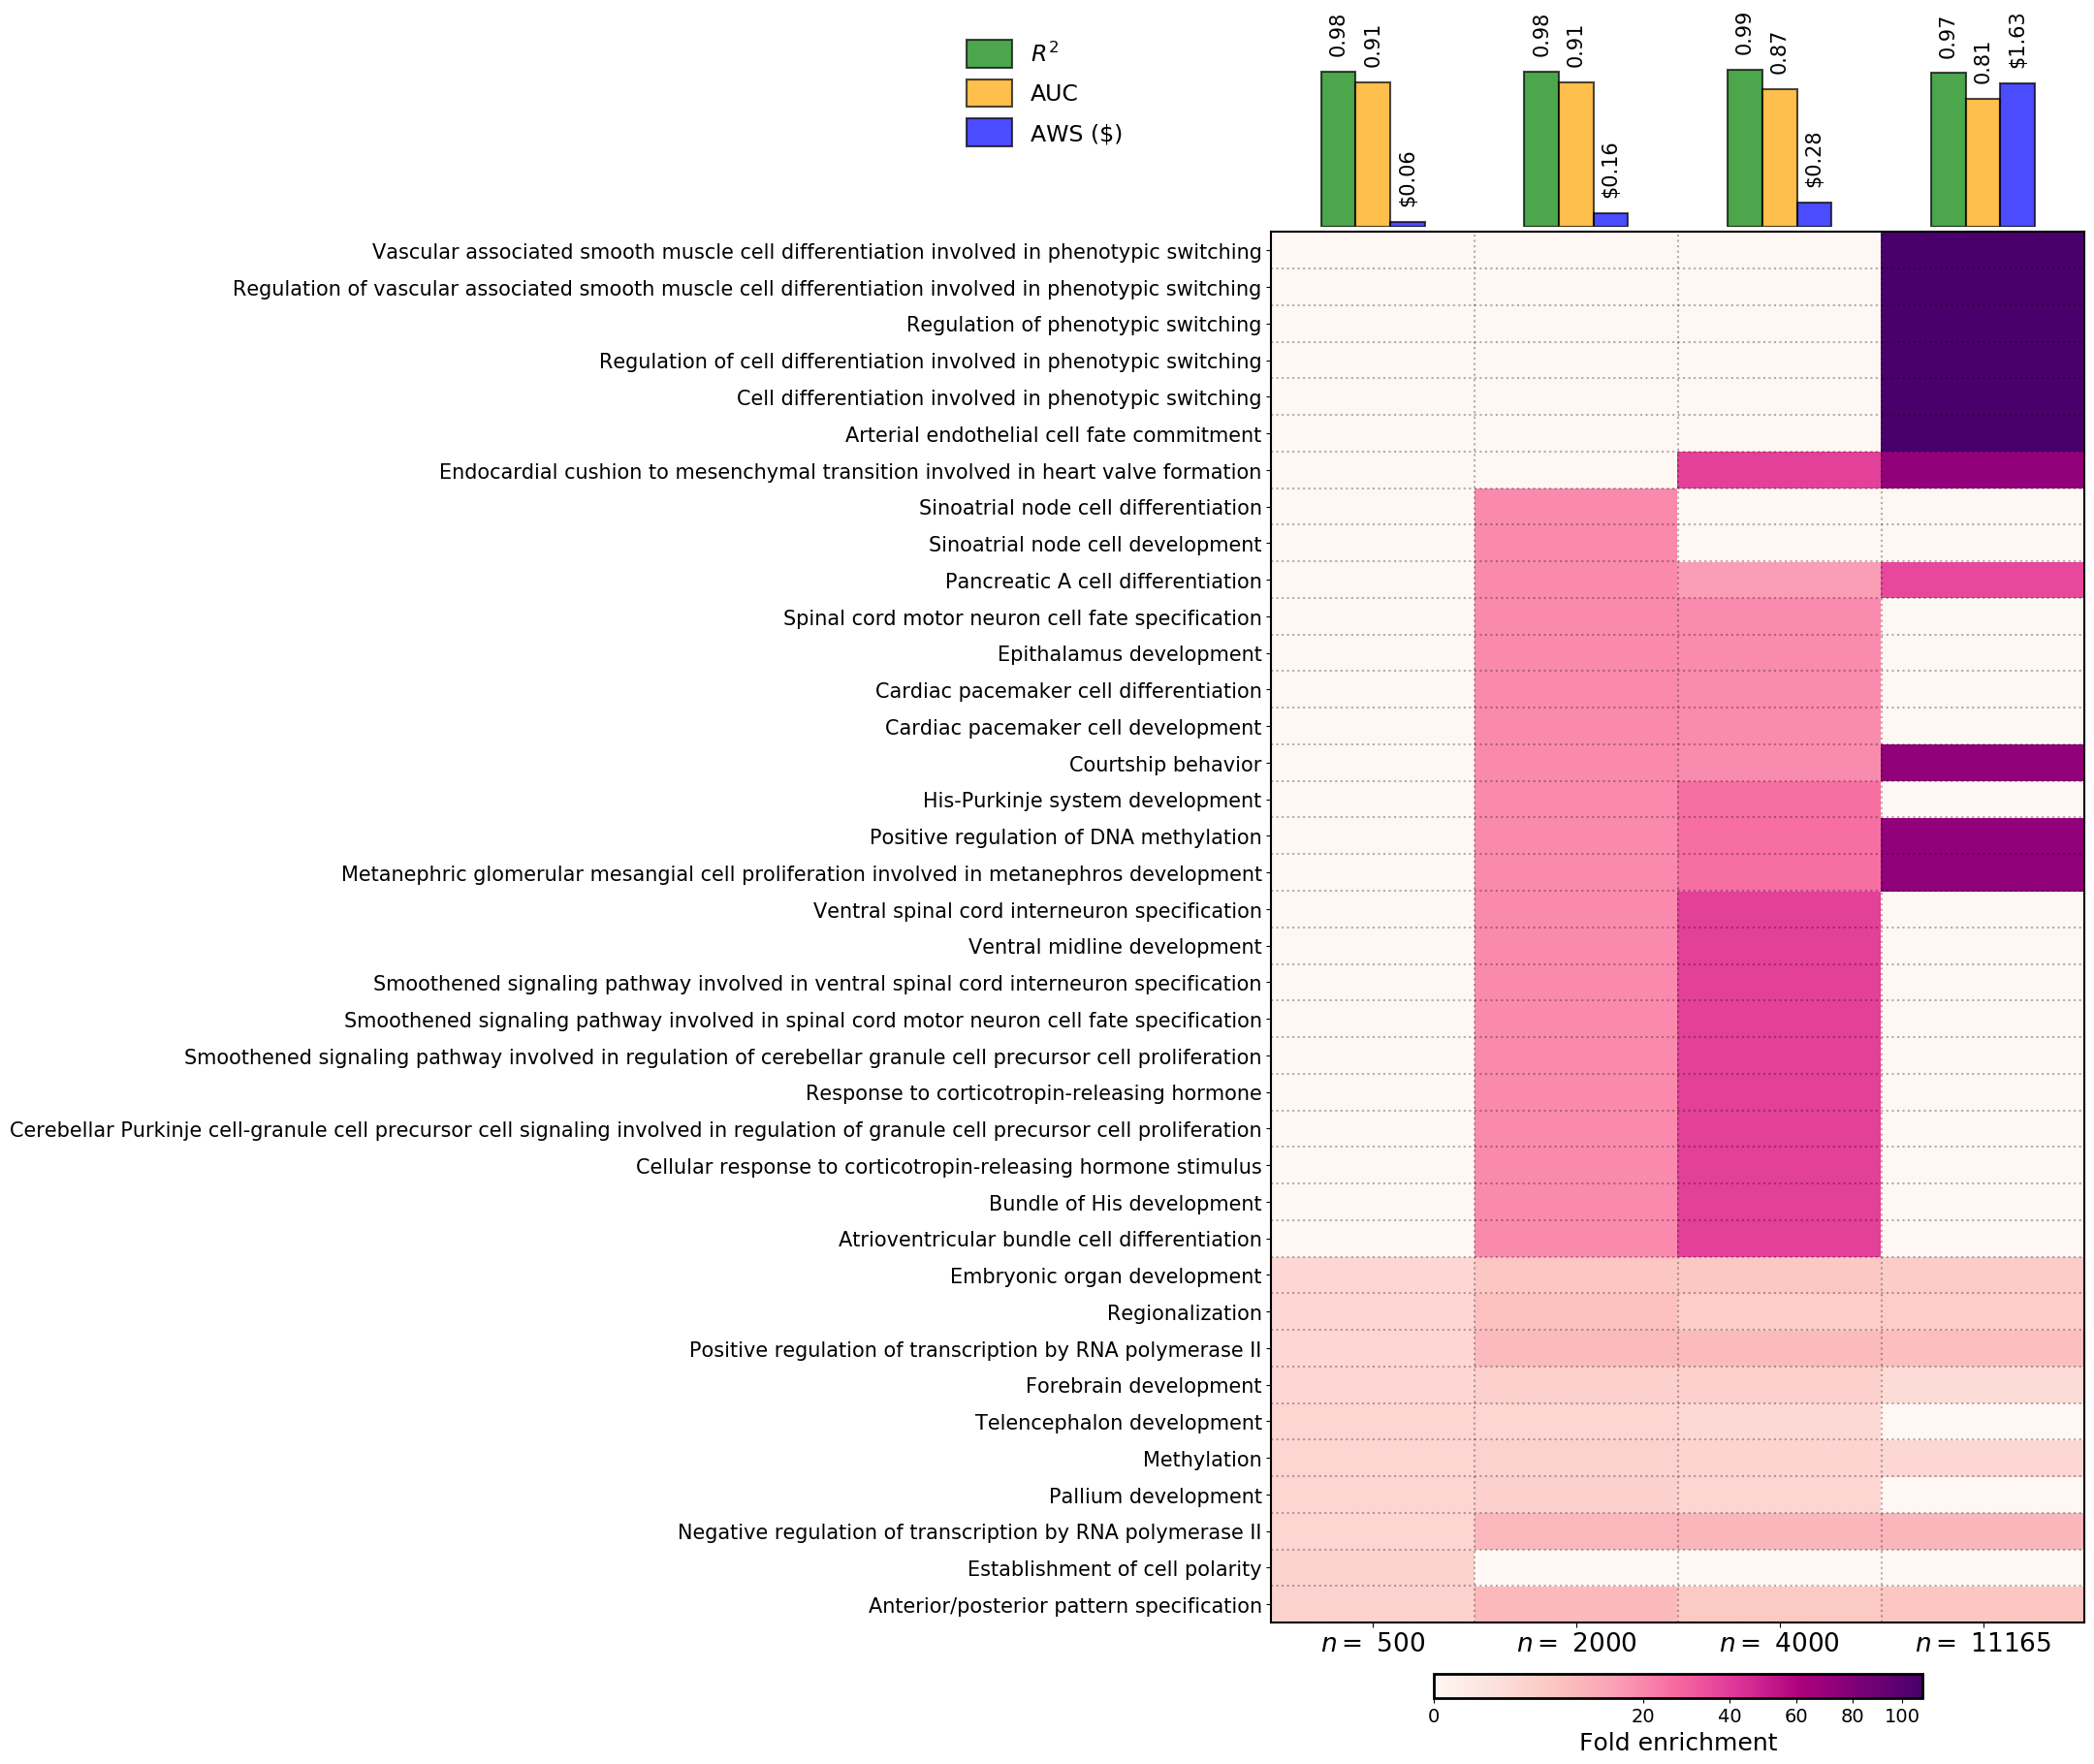 R²
AUC
AWS ($)
0.98
0.91
$0.06
0.98
0.91
$0.16
0.99
0.87
$0.28
0.97
0.81
$1.63
Vascular associated smooth muscle cell differentiation involved in phenotypic switching
Regulation of vascular associated smooth muscle cell differentiation involved in phenotypic switching
Regulation of phenotypic switching
Regulation of cell differentiation involved in phenotypic switching
Cell differentiation involved in phenotypic switching
Arterial endothelial cell fate commitment
Endocardial cushion to mesenchymal transition involved in heart valve formation
Sinoatrial node cell differentiation
Sinoatrial node cell development
Pancreatic A cell differentiation
Spinal cord motor neuron cell fate specification
Epithalamus development
Cardiac pacemaker cell differentiation
Cardiac pacemaker cell development
Courtship behavior
His-Purkinje system development
Positive regulation of DNA methylation
Metanephric glomerular mesangial cell proliferation involved in metanephros development
Ventral spinal cord interneuron specification
Ventral midline development
Smoothened signaling pathway involved in ventral spinal cord interneuron specification
Smoothened signaling pathway involved in spinal cord motor neuron cell fate specification
Smoothened signaling pathway involved in regulation of cerebellar granule cell precursor cell proliferation
Response to corticotropin-releasing hormone
Cerebellar Purkinje cell-granule cell precursor cell signaling involved in regulation of granule cell precursor cell proliferation
Cellular response to corticotropin-releasing hormone stimulus
Bundle of His development
Atrioventricular bundle cell differentiation
Embryonic organ development
Regionalization
Positive regulation of transcription by RNA polymerase II
Forebrain development
Telencephalon development
Methylation
Pallium development
Negative regulation of transcription by RNA polymerase II
Establishment of cell polarity
Anterior/posterior pattern specification
n = 500
n = 2000
n = 4000
n = 11165
0 20 40 60 80 100
Fold enrichment